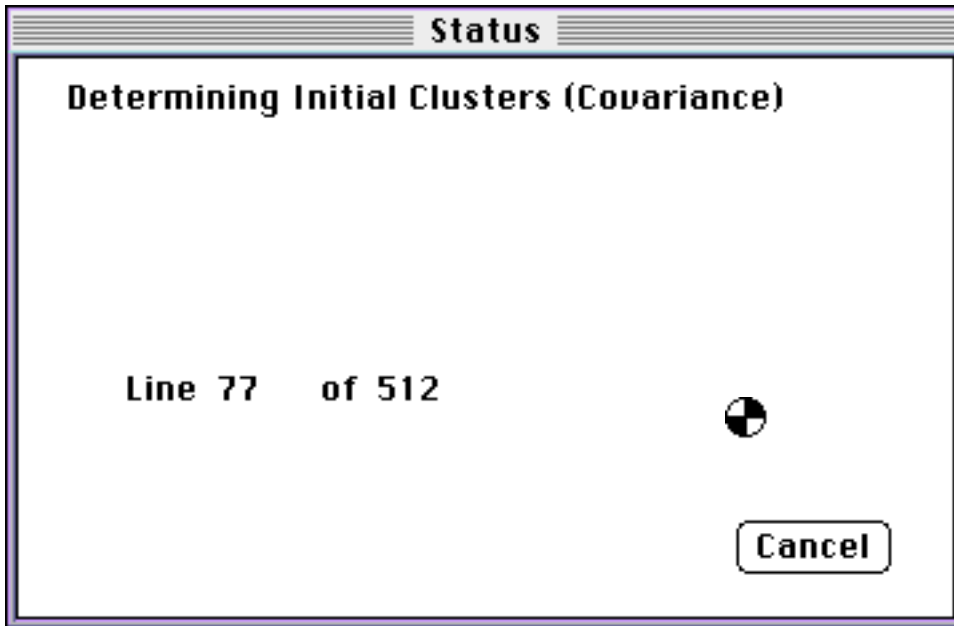 Status
Determining Initial Clusters (Covariance)
Line 77 of 512
Cancel